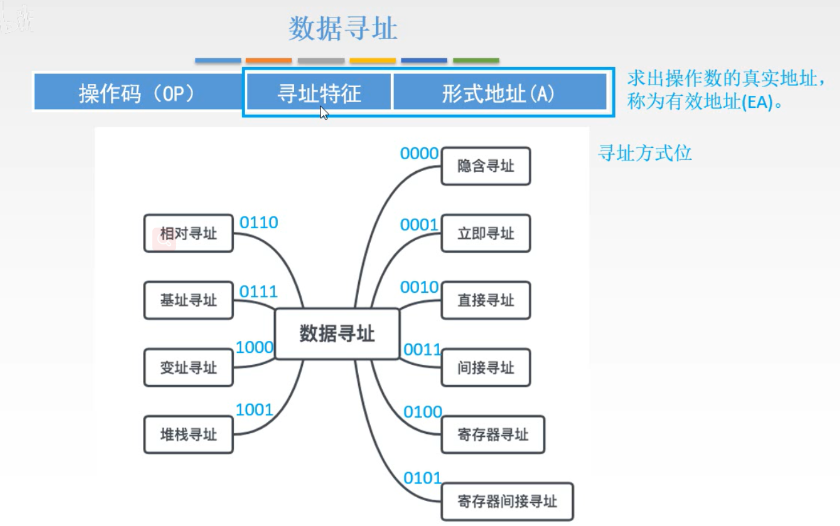 数据寻址
操作码（OP）
寻址特征
形式地址(A)
求出操作数的真实地址，
称为有效地址(EA)。
寻址方式位
0000
隐含寻址
0001
立即寻址
0010
直接寻址
0011
间接寻址
0100
寄存器寻址
0101
寄存器间接寻址
数据寻址
相对寻址
0110
基址寻址
0111
变址寻址
1000
堆栈寻址
1001